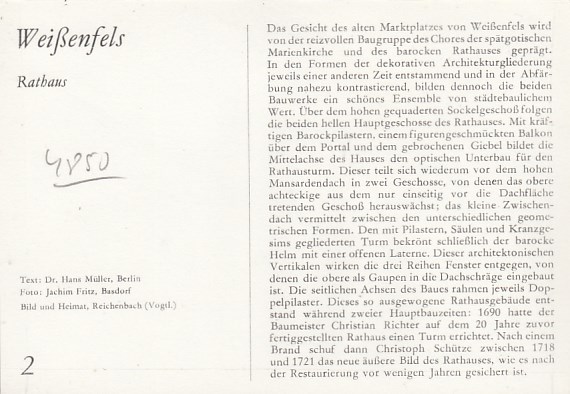 Weißenfels
Rathaus
4850
Text: Dr. Hans Müller, Berlin
Foto: Jachim Fritz, Basdorf
Bild und Heimat, Reichenbach (Vogtl.)
2
Das Gesicht des alten Marktplatzes von Weißenfels wird
von der reizvollen Baugruppe des Chores der spätgotischen
Marienkirche und des barocken Rathauses geprägt.
In den Formen der dekorativen Architekturgliederung
jeweils einer anderen Zeit entstammend und in der Abfär-
bung nahezu kontrastierend, bilden dennoch die beiden
Bauwerke ein schönes Ensemble von städtebaulichem
Wert. Über dem hohen gequaderten Sockelgeschoß folgen
die beiden hellen Hauptgeschosse des Rathauses. Mit kräf-
tigen Barockpilastern, einem figurengeschmückten Balkon
über dem Portal und dem gebrochenen Giebel bildet die
Mittelachse des Hauses den optischen Unterbau für den
Rathausturm. Dieser teilt sich wiederum vor dem hohen
Mansardendach in zwei Geschosse, von denen das obere
achteckige aus dem nur einseitig vor die Dachfläche
tretenden Geschoß herauswächst; das kleine Zwischen-
dach vermittelt zwischen den unterschiedlichen geome-
trischen Formen. Den mit Pilastern, Säulen und Kranzge-
sims gegliederten Turm bekrönt schließlich der barocke
Helm mit einer offenen Laterne. Dieser architektonischen
Vertikalen wirken die drei Reihen Fenster entgegen, von
denen die obere als Gaupen in die Dachschräge eingebaut
ist. Die seitlichen Achsen des Baues rahmen jeweils Dop-
pelpilaster. Dieses so ausgewogene Rathausgebäude ent-
stand während zweier Hauptbauzeiten: 1690 hatte der
Baumeister Christian Richter auf dem 20 Jahre zuvor
fertiggestellten Rathaus einen Turm errichtet. Nach einem
Brand schuf dann Christoph Schütze zwischen 1718
und 1721 das neue äußere Bild des Rathauses, wie es nach
der Restaurierung vor wenigen Jahren gesichert ist.